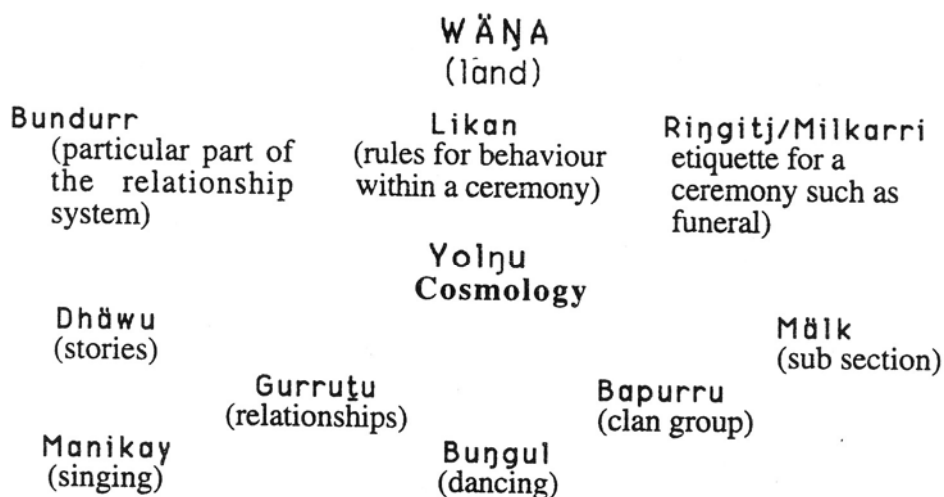 WÄŊA
(land)
Bundurr
(particular part of
the relationship
system)
Likan
(rules for behaviour
within a ceremony)
Riŋgitj/Milkarri
etiquette for a
ceremony such as
funeral)
Yolŋu
Cosmology
Dhäwu
(stories)
Mälk
(sub section)
Gurruṯu
(relationships)
Bapurru
(clan group)
Manikay
(singing)
Buŋgul
(dancing)